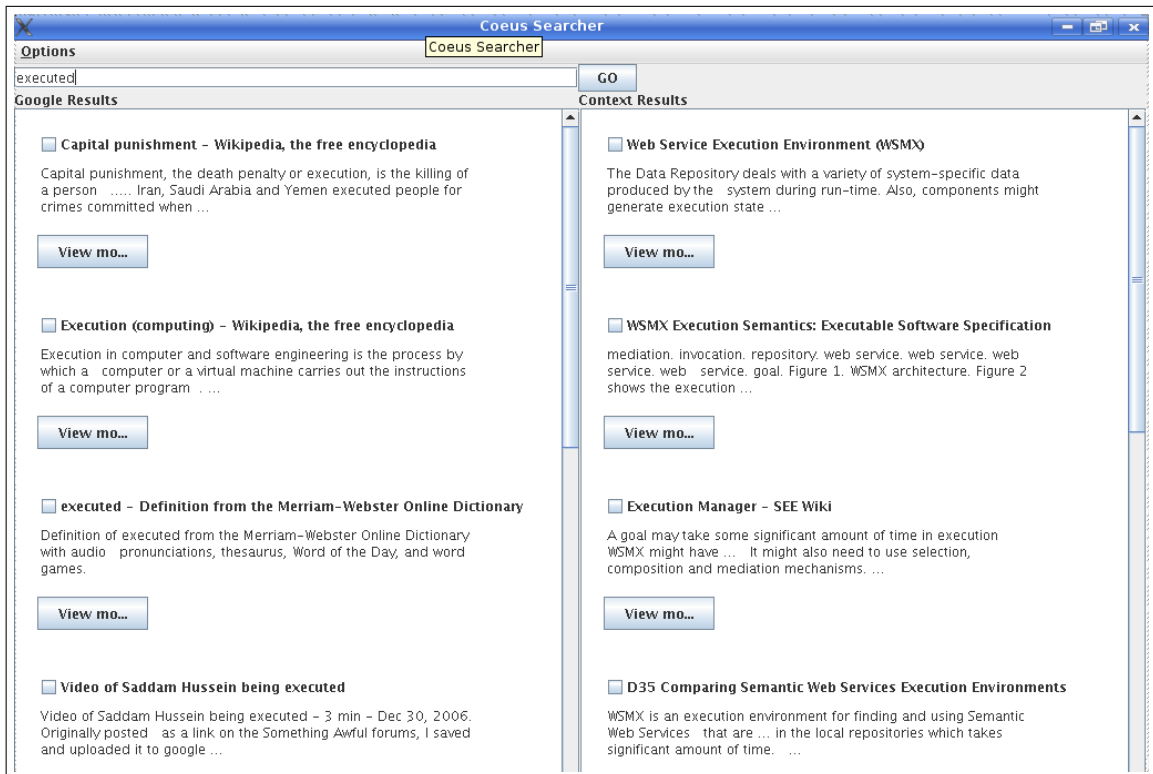 Coeus Searcher
Coeus Searcher
Options
executed
GO
Google Results
Capital punishment – Wikipedia, the free encyclopedia
Capital punishment, the death penalty or execution, is the killing of
a person ..... Iran, Saudi Arabia and Yemen executed people for
crimes committed when ...
View mo...
Execution (computing) – Wikipedia, the free encyclopedia
Execution in computer and software engineering is the process by
which a computer or a virtual machine carries out the instructions
of a computer program . ...
View mo...
executed – Definition from the Merriam–Webster Online Dictionary
Definition of executed from the Merriam–Webster Online Dictionary
with audio pronunciations, thesaurus, Word of the Day, and word
games.
View mo...
Video of Saddam Hussein being executed
Video of Saddam Hussein being executed – 3 min – Dec 30, 2006.
Originally posted as a link on the Something Awful forums, I saved
and uploaded it to google ...
Context Results
Web Service Execution Environment (WSMX)
The Data Repository deals with a variety of system–specific data
produced by the system during run–time. Also, components might
generate execution state ...
View mo...
WSMX Execution Semantics: Executable Software Specification
mediation. invocation. repository. web service. web service. web
service. web service. goal. Figure 1. WSMX architecture. Figure 2
shows the execution ...
View mo...
Execution Manager – SEE Wiki
A goal may take some significant amount of time in execution
WSMX might have ... It might also need to use selection,
composition and mediation mechanisms. ...
View mo...
D35 Comparing Semantic Web Services Execution Environments
WSMX is an execution environment for finding and using Semantic
Web Services that are ... in the local repositories which takes
significant amount of time. ...